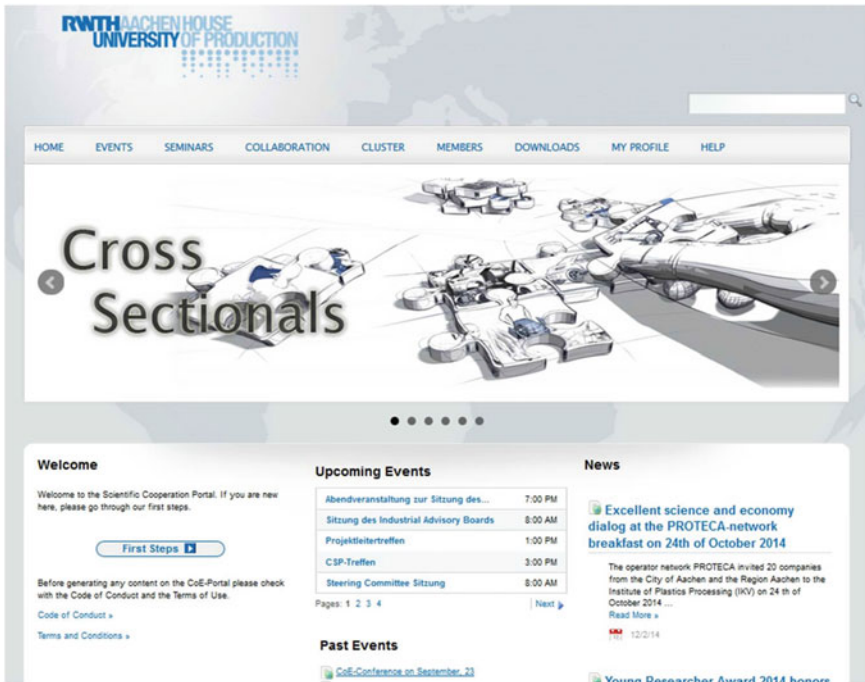 RWTH AACHEN HOUSE
UNIVERSITY OF PRODUCTION
HOME EVENTS SEMINARS COLLABORATION CLUSTER MEMBERS DOWNLOADS MY PROFILE HELP
Cross
Sectionals
Welcome
Welcome to the Scientific Cooperation Portal. If you are new
here, please go through our first steps.
First Steps
Before generating any content on the CoE-Portal please check
with the Code of Conduct and the Terms of Use.
Code of Conduct »
Terms and Conditions »
Upcoming Events
Abendveranstaltung zur Sitzung des... 7:00 PM
Sitzung des Industrial Advisory Boards 8:00 AM
Projektleitertreffen 1:00 PM
CSP-Treffen 3:00 PM
Steering Committee Sitzung 8:00 AM
Pages: 1 2 3 4 Next
Past Events
CoE-Conference on September, 23
News
Excellent science and economy
dialog at the PROTECA-network
breakfast on 24th of October 2014
The operator network PROTECA invited 20 companies
from the City of Aachen and the Region Aachen to the
Institute of Plastics Processing (IKV) on 24 th of
October 2014 ...
Read More »
12/2/14
Young Researcher Award 2014 honors